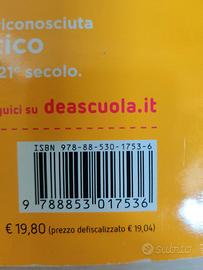 riconosciuta
tico
21° secolo.
guici su deascuola.it
ISBN 978-88-530-1753-6
9 788853 017536
€ 19,80 (prezzo defiscalizzato € 19,04)
subito